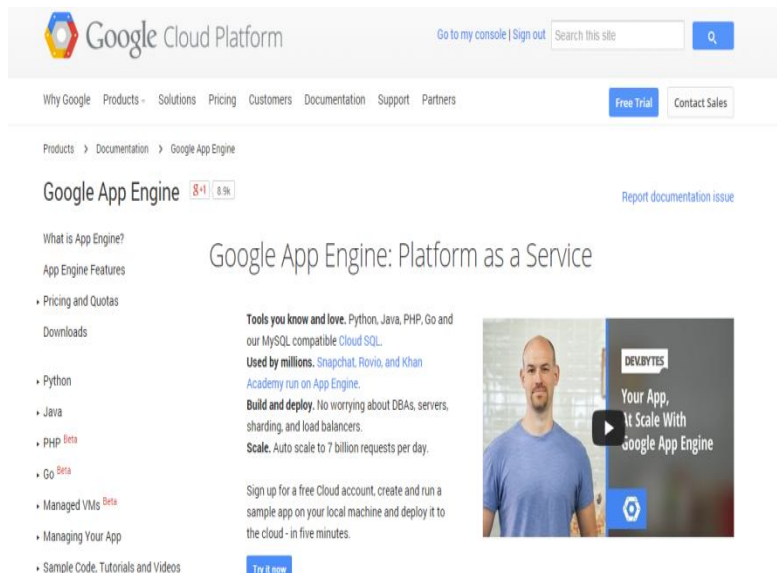 Google Cloud Platform
Go to my console | Sign out
Search this site
Why Google Products Solutions Pricing Customers Documentation Support Partners
Free Trial
Contact Sales
Products > Documentation > Google App Engine
Google App Engine
g+1 8.9k
Report documentation issue
What is App Engine?
App Engine Features
Pricing and Quotas
Downloads
Python
Java
PHP Beta
Go Beta
Managed VMs Beta
Managing Your App
Sample Code, Tutorials and Videos
Google App Engine: Platform as a Service
Tools you know and love. Python, Java, PHP, Go and
our MySQL compatible Cloud SQL.
Used by millions. Snapchat, Rovio, and Khan
Academy run on App Engine.
Build and deploy. No worrying about DBAs, servers,
sharding, and load balancers.
Scale. Auto scale to 7 billion requests per day.
Sign up for a free Cloud account, create and run a
sample app on your local machine and deploy it to
the cloud - in five minutes.
Try it now
DEV.BYTES
Your App,
At Scale With
Google App Engine